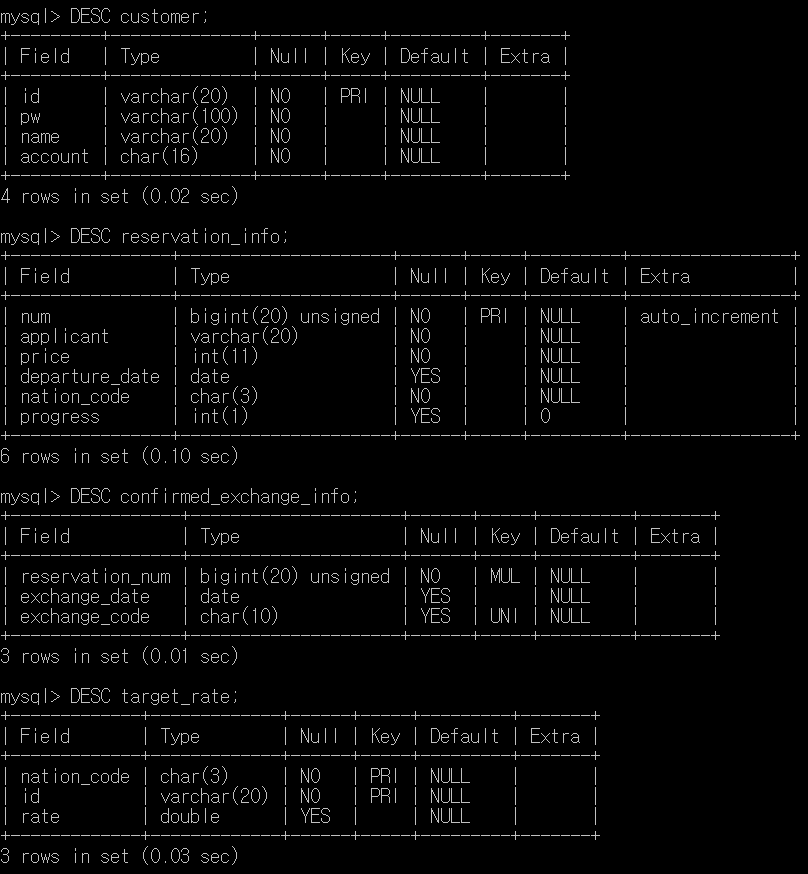 mysql> DESC customer;
+---------+--------------+------+-----+---------+-------+
| Field | Type | Null | Key | Default | Extra |
+---------+--------------+------+-----+---------+-------+
| id | varchar(20) | NO | PRI | NULL | |
| pw | varchar(100) | NO | | NULL | |
| name | varchar(20) | NO | | NULL | |
| account | char(16) | NO | | NULL | |
+---------+--------------+------+-----+---------+-------+
4 rows in set (0.02 sec)
mysql> DESC reservation_info;
+----------------+---------------------+------+-----+---------+----------------+
| Field | Type | Null | Key | Default | Extra |
+----------------+---------------------+------+-----+---------+----------------+
| num | bigint(20) unsigned | NO | PRI | NULL | auto_increment |
| applicant | varchar(20) | NO | | NULL | |
| price | int(11) | NO | | NULL | |
| departure_date | date | YES | | NULL | |
| nation_code | char(3) | NO | | NULL | |
| progress | int(1) | YES | | 0 | |
+----------------+---------------------+------+-----+---------+----------------+
6 rows in set (0.10 sec)
mysql> DESC confirmed_exchange_info;
+-----------------+---------------------+------+-----+---------+-------+
| Field | Type | Null | Key | Default | Extra |
+-----------------+---------------------+------+-----+---------+-------+
| reservation_num | bigint(20) unsigned | NO | MUL | NULL | |
| exchange_date | date | YES | | NULL | |
| exchange_code | char(10) | YES | UNI | NULL | |
+-----------------+---------------------+------+-----+---------+-------+
3 rows in set (0.01 sec)
mysql> DESC target_rate;
+-------------+-------------+------+-----+---------+-------+
| Field | Type | Null | Key | Default | Extra |
+-------------+-------------+------+-----+---------+-------+
| nation_code | char(3) | NO | PRI | NULL | |
| id | varchar(20) | NO | PRI | NULL | |
| rate | double | YES | | NULL | |
+-------------+-------------+------+-----+---------+-------+
3 rows in set (0.03 sec)